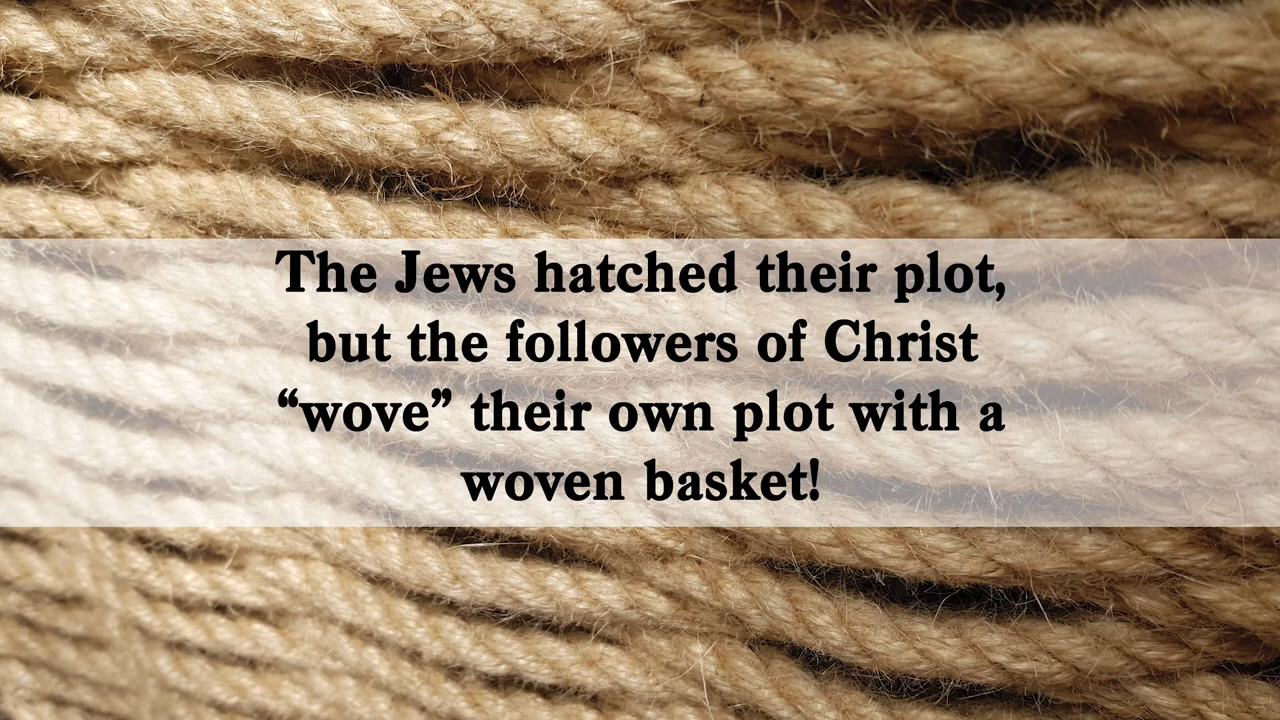 The Jews hatched their plot,
but the followers of Christ
“wove” their own plot with a
woven basket!